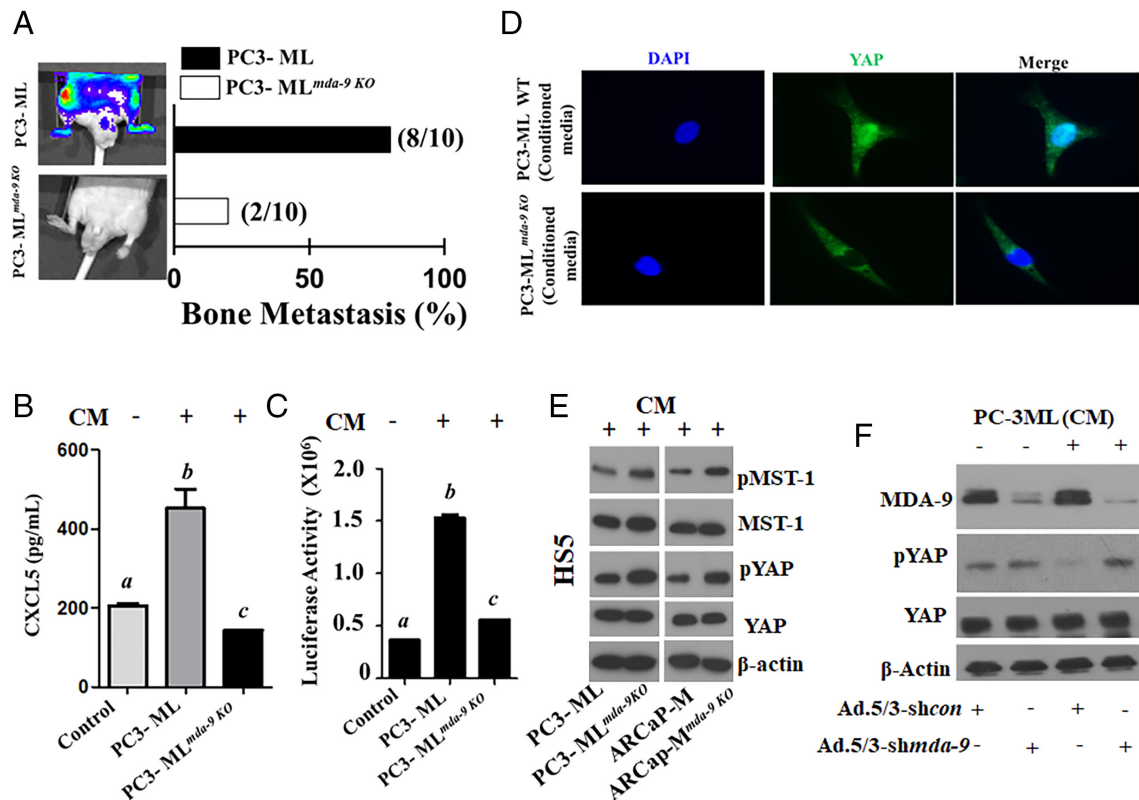 A
PC3- ML
PC3- ML mda-9 KO
PC3- ML
PC3- ML mda-9 KO
(8/10)
(2/10)
0 50 100
Bone Metastasis (%)
D
DAPI YAP Merge
PC3-ML WT
(Conditioned
media)
PC3-ML mda-9 KO
(Conditioned
media)
B
CM - + +
CXCL5 (pg/mL)
600
400
200
0
a
b
c
Control
PC3- ML
PC3- ML mda-9 KO
C
CM - + +
Luciferase Activity (X10⁶)
2.0
1.5
1.0
0.5
0
a
b
c
Control
PC3- ML
PC3- ML mda-9 KO
E
CM
+ + + +
HS5
pMST-1
MST-1
pYAP
YAP
β-actin
PC3- ML
PC3- ML mda-9KO
ARCaP-M
ARCap-M mda-9 KO
F
PC-3ML (CM)
- - + +
MDA-9
pYAP
YAP
β-Actin
Ad.5/3-shcon + - + -
Ad.5/3-shmda-9 - + - +